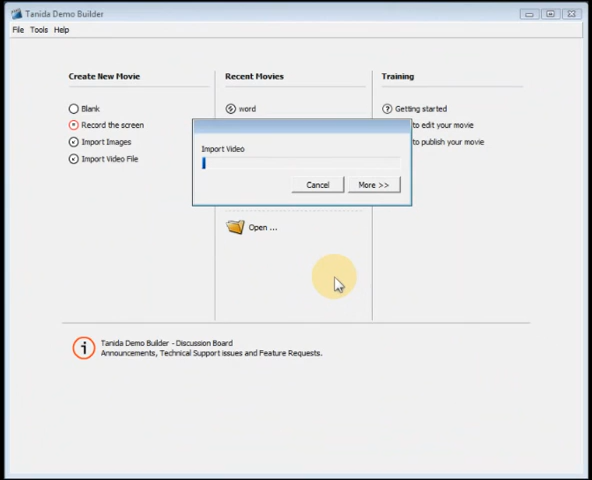 Tanida Demo Builder
File Tools Help
Create New Movie
Blank
Record the screen
Import Images
Import Video File
Recent Movies
word
Open ...
Training
Getting started
to edit your movie
to publish your movie
Import Video
Cancel
More >>
Tanida Demo Builder - Discussion Board
Announcements, Technical Support issues and Feature Requests.